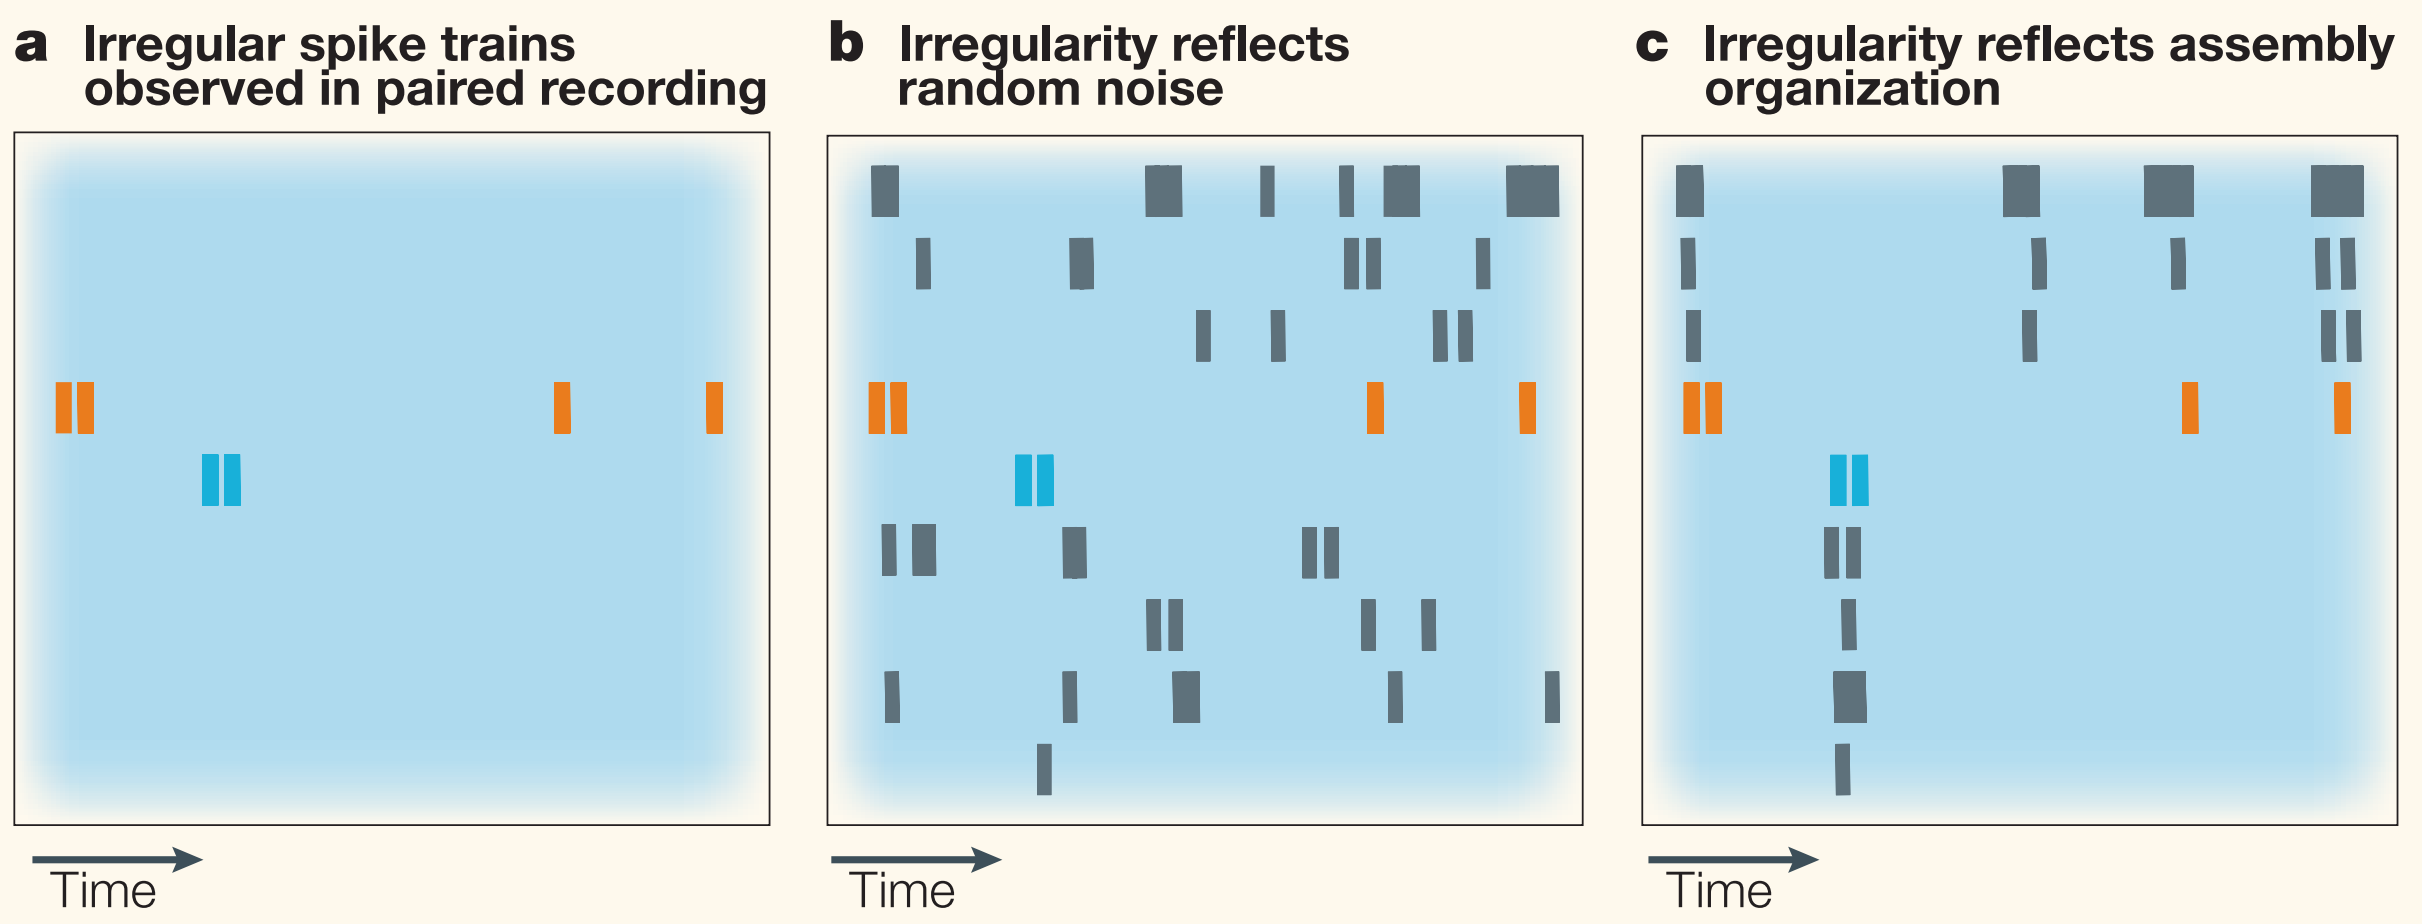 a Irregular spike trains
observed in paired recording
b Irregularity reflects
random noise
c Irregularity reflects assembly
organization
Time
Time
Time